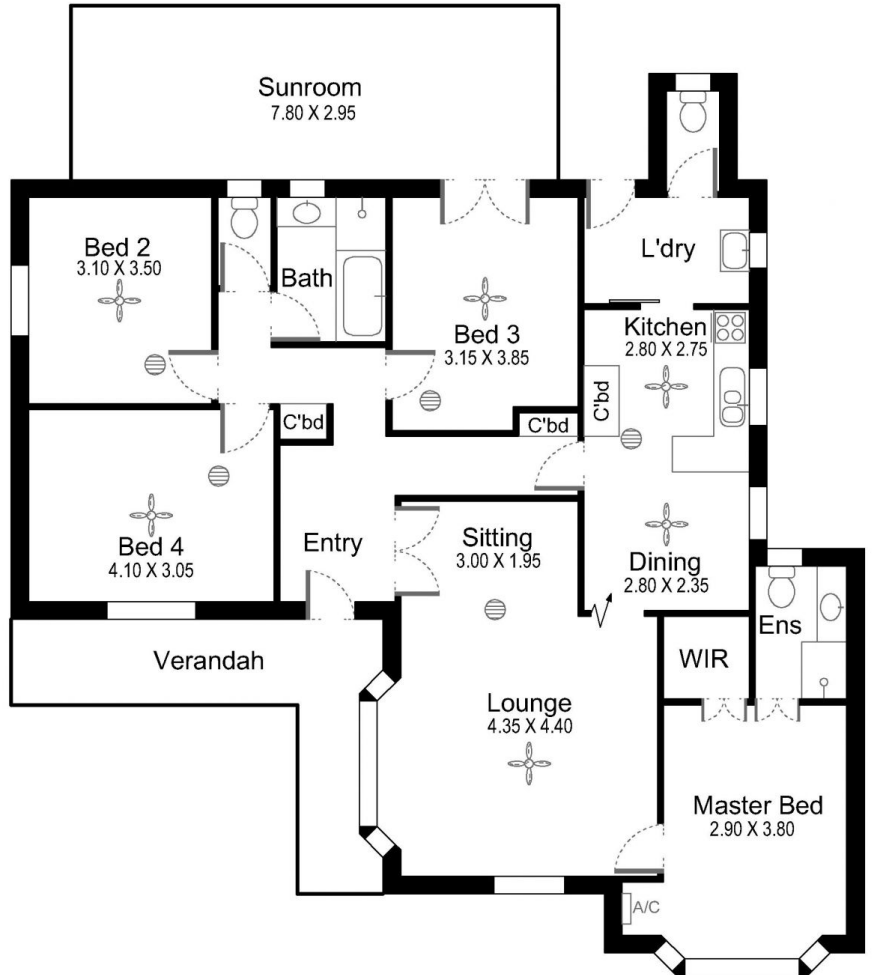 Sunroom
7.80 X 2.95
Bed 2
3.10 X 3.50
Bath
Bed 3
3.15 X 3.85
L'dry
Kitchen
2.80 X 2.75
C'bd
C'bd
C'bd
Bed 4
4.10 X 3.05
Entry
Sitting
3.00 X 1.95
Dining
2.80 X 2.35
Ens
WIR
Verandah
Lounge
4.35 X 4.40
Master Bed
2.90 X 3.80
A/C